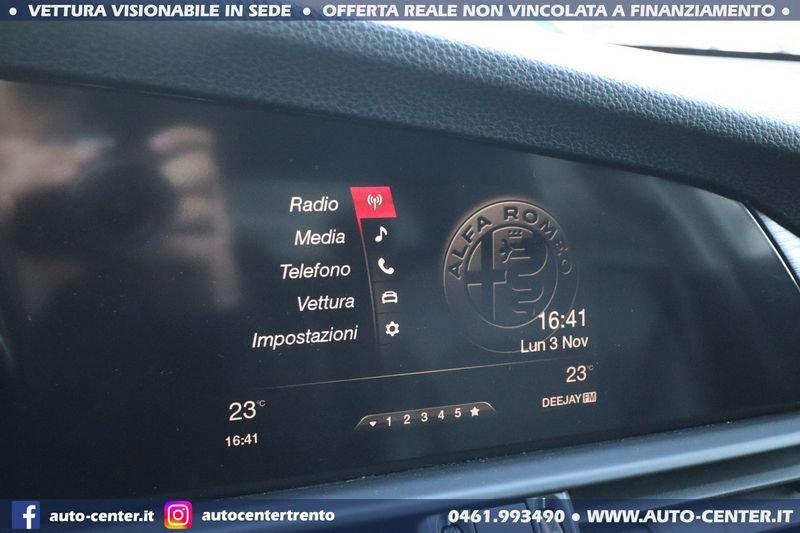 • VETTURA VISIONABILE IN SEDE • OFFERTA REALE NON VINCOLATA A FINANZIAMENTO •
Radio
Media
Telefono
Vettura
Impostazioni
ALFA ROMEO
16:41
Lun 3 Nov
23°C
16:41
1 2 3 4 5
23°C
DEEJAY FM
auto-center.it autocentertrento 0461.993490 • WWW.AUTO-CENTER.IT